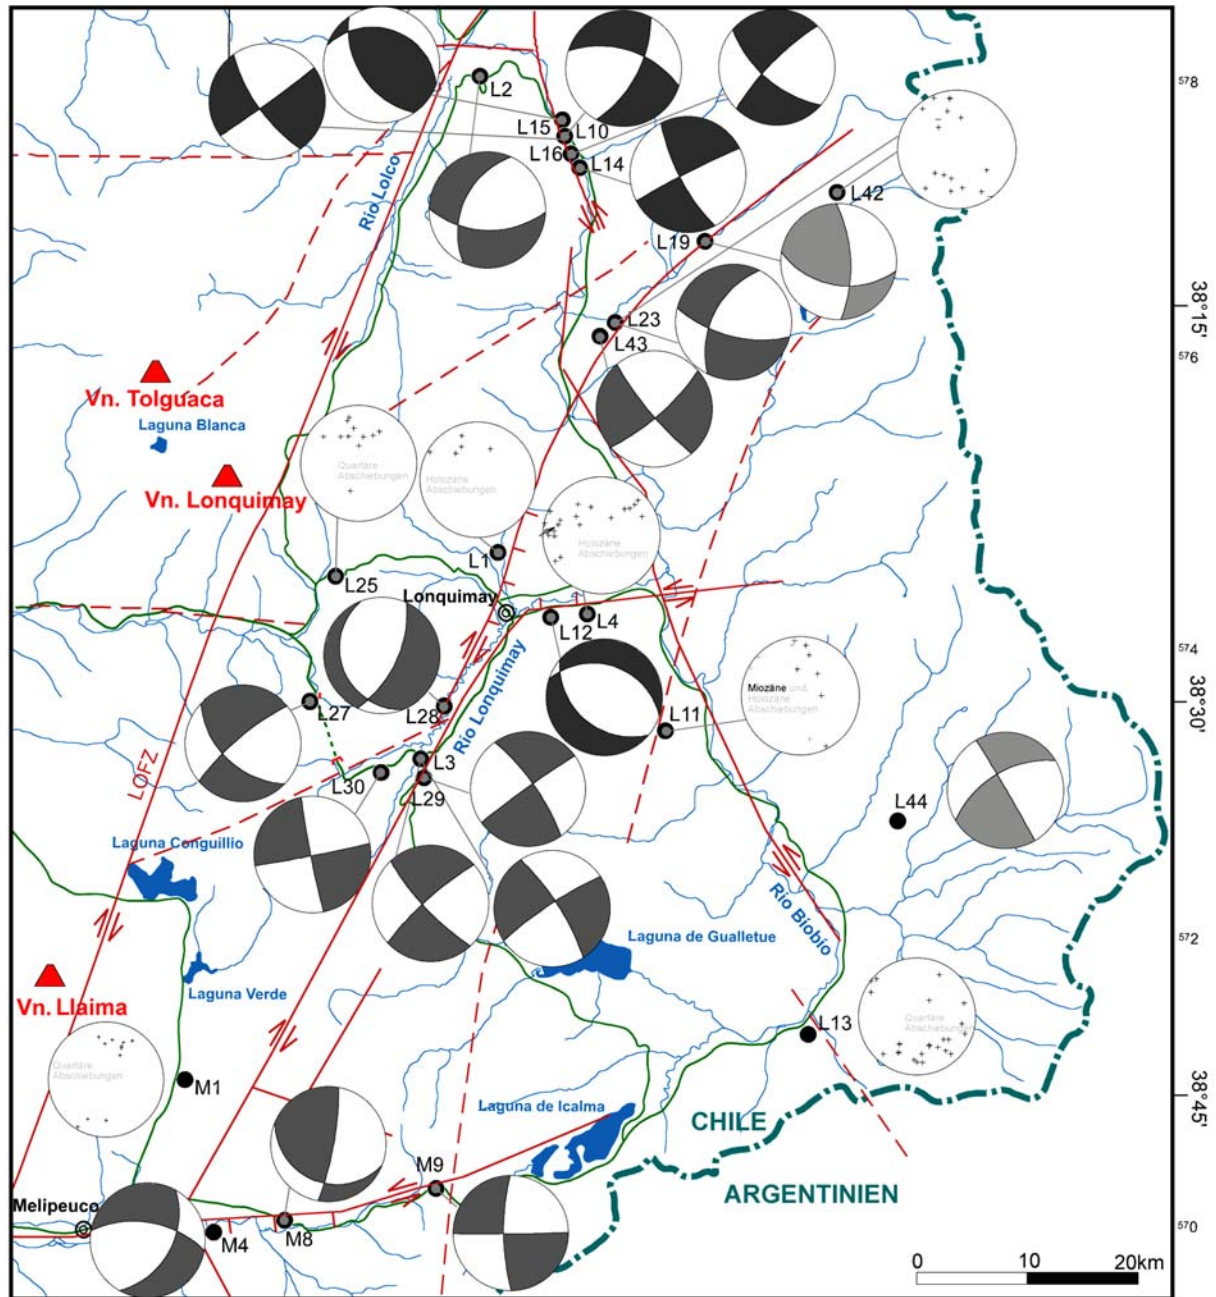 578
L2
L15
L10
L16
L14
Rio Lolco
L42
L19
38°15'
L23
L43
576
Vn. Tolguaca
Laguna Blanca
Quartäre
Abschiebungen
Holozäne
Abschiebungen
Vn. Lonquimay
Holozäne
Abschiebungen
L1
L25
Lonquimay
L12
L4
574
Rio Lonquimay
Miozäne und
Holozäne
Abschiebungen
L27
L28
L11
38°30'
LOFZ
L3
L30
L29
L44
Laguna Conguillio
Rio Biobio
Laguna de Gualletue
572
Laguna Verde
Vn. Llaima
Quartäre
Abschiebungen
L13
Quartäre
Abschiebungen
M1
Laguna de Icalma
38°45'
CHILE
M9
ARGENTINIEN
Melipeuco
M4
M8
570
0 10 20km